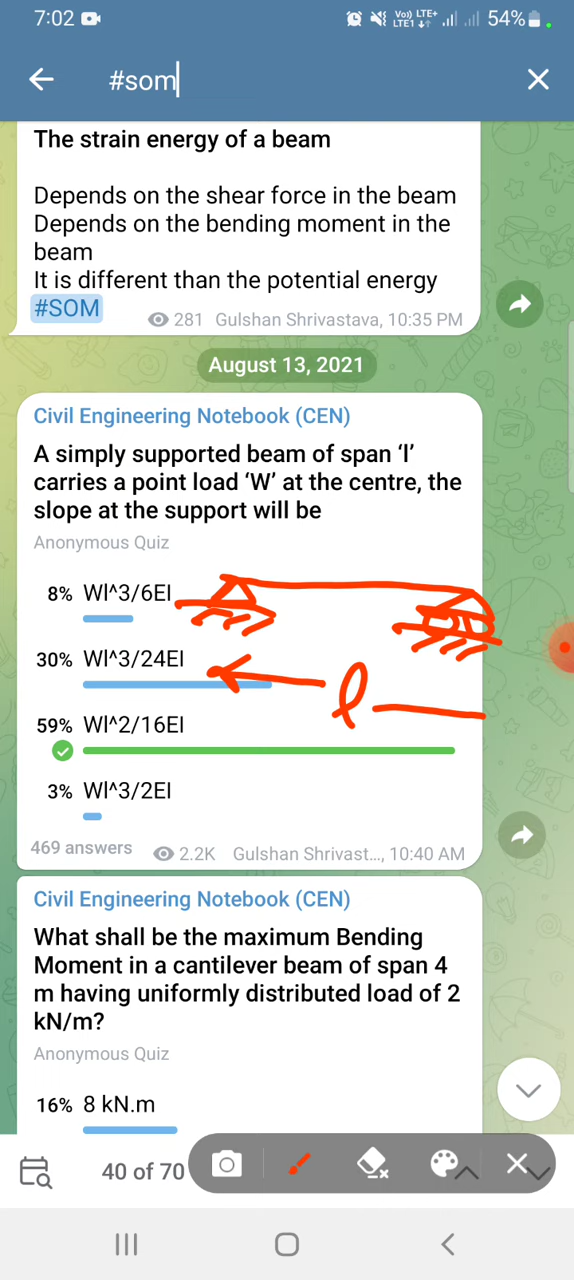 7:02
Vo)) LTE+
LTE1
54%
#som
The strain energy of a beam
Depends on the shear force in the beam
Depends on the bending moment in the
beam
It is different than the potential energy
#SOM
281 Gulshan Shrivastava, 10:35 PM
August 13, 2021
Civil Engineering Notebook (CEN)
A simply supported beam of span ‘l’
carries a point load ‘W’ at the centre, the
slope at the support will be
Anonymous Quiz
8% Wl^3/6EI
30% Wl^3/24EI
l
59% Wl^2/16EI
3% Wl^3/2EI
469 answers 2.2K Gulshan Shrivast..., 10:40 AM
Civil Engineering Notebook (CEN)
What shall be the maximum Bending
Moment in a cantilever beam of span 4
m having uniformly distributed load of 2
kN/m?
Anonymous Quiz
16% 8 kN.m
40 of 70